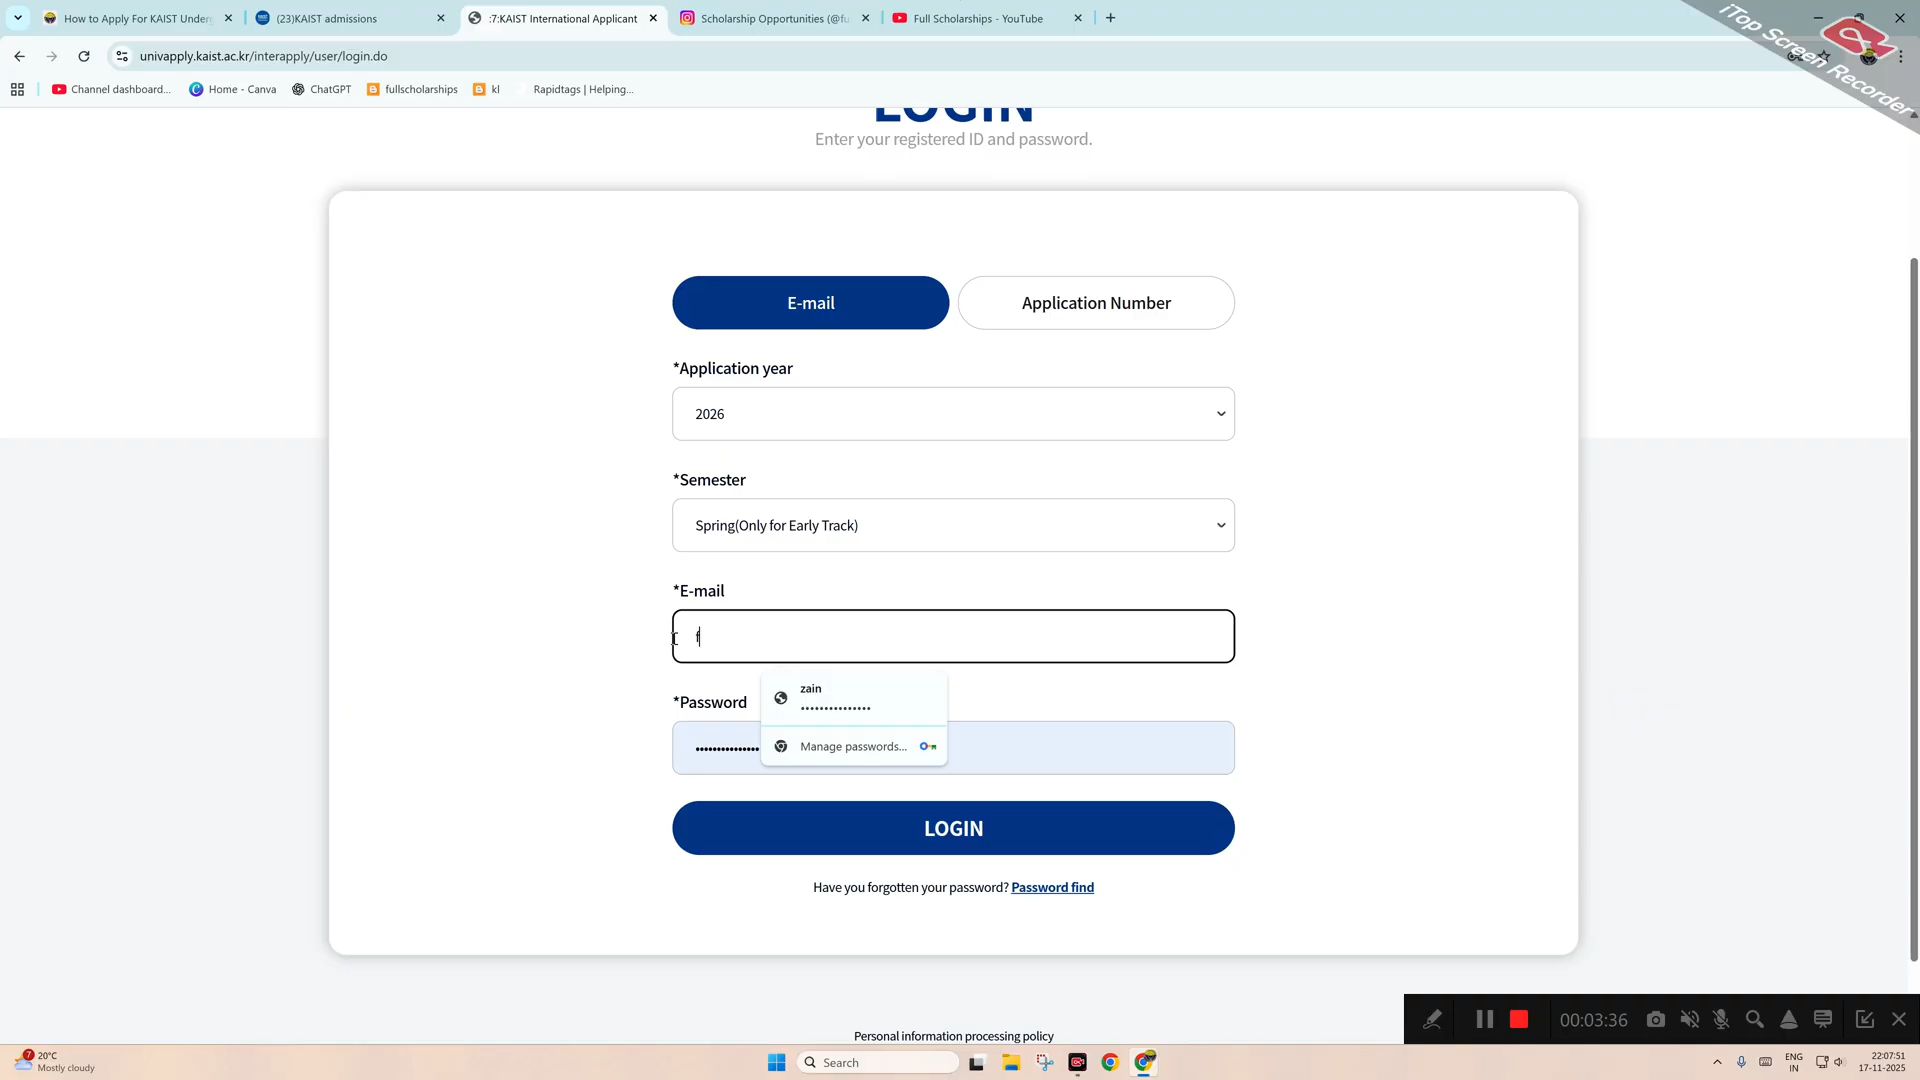 How to Apply For KAIST Underg
(23)KAIST admissions
:7:KAIST International Applicant
Scholarship Opportunities (@fu
Full Scholarships - YouTube
univapply.kaist.ac.kr/interapply/user/login.do
Channel dashboard...
Home - Canva
ChatGPT
fullscholarships
kl
Rapidtags | Helping...
iTop Screen Recorder
LOGIN
Enter your registered ID and password.
E-mail
Application Number
*Application year
2026
*Semester
Spring(Only for Early Track)
*E-mail
f
zain
•••••••••••••••
*Password
•••••••••••••••
Manage passwords...
LOGIN
Have you forgotten your password? Password find
Personal information processing policy
00:03:36
7
20°C
Mostly cloudy
Search
ENG
IN
22:07:51
17-11-2025